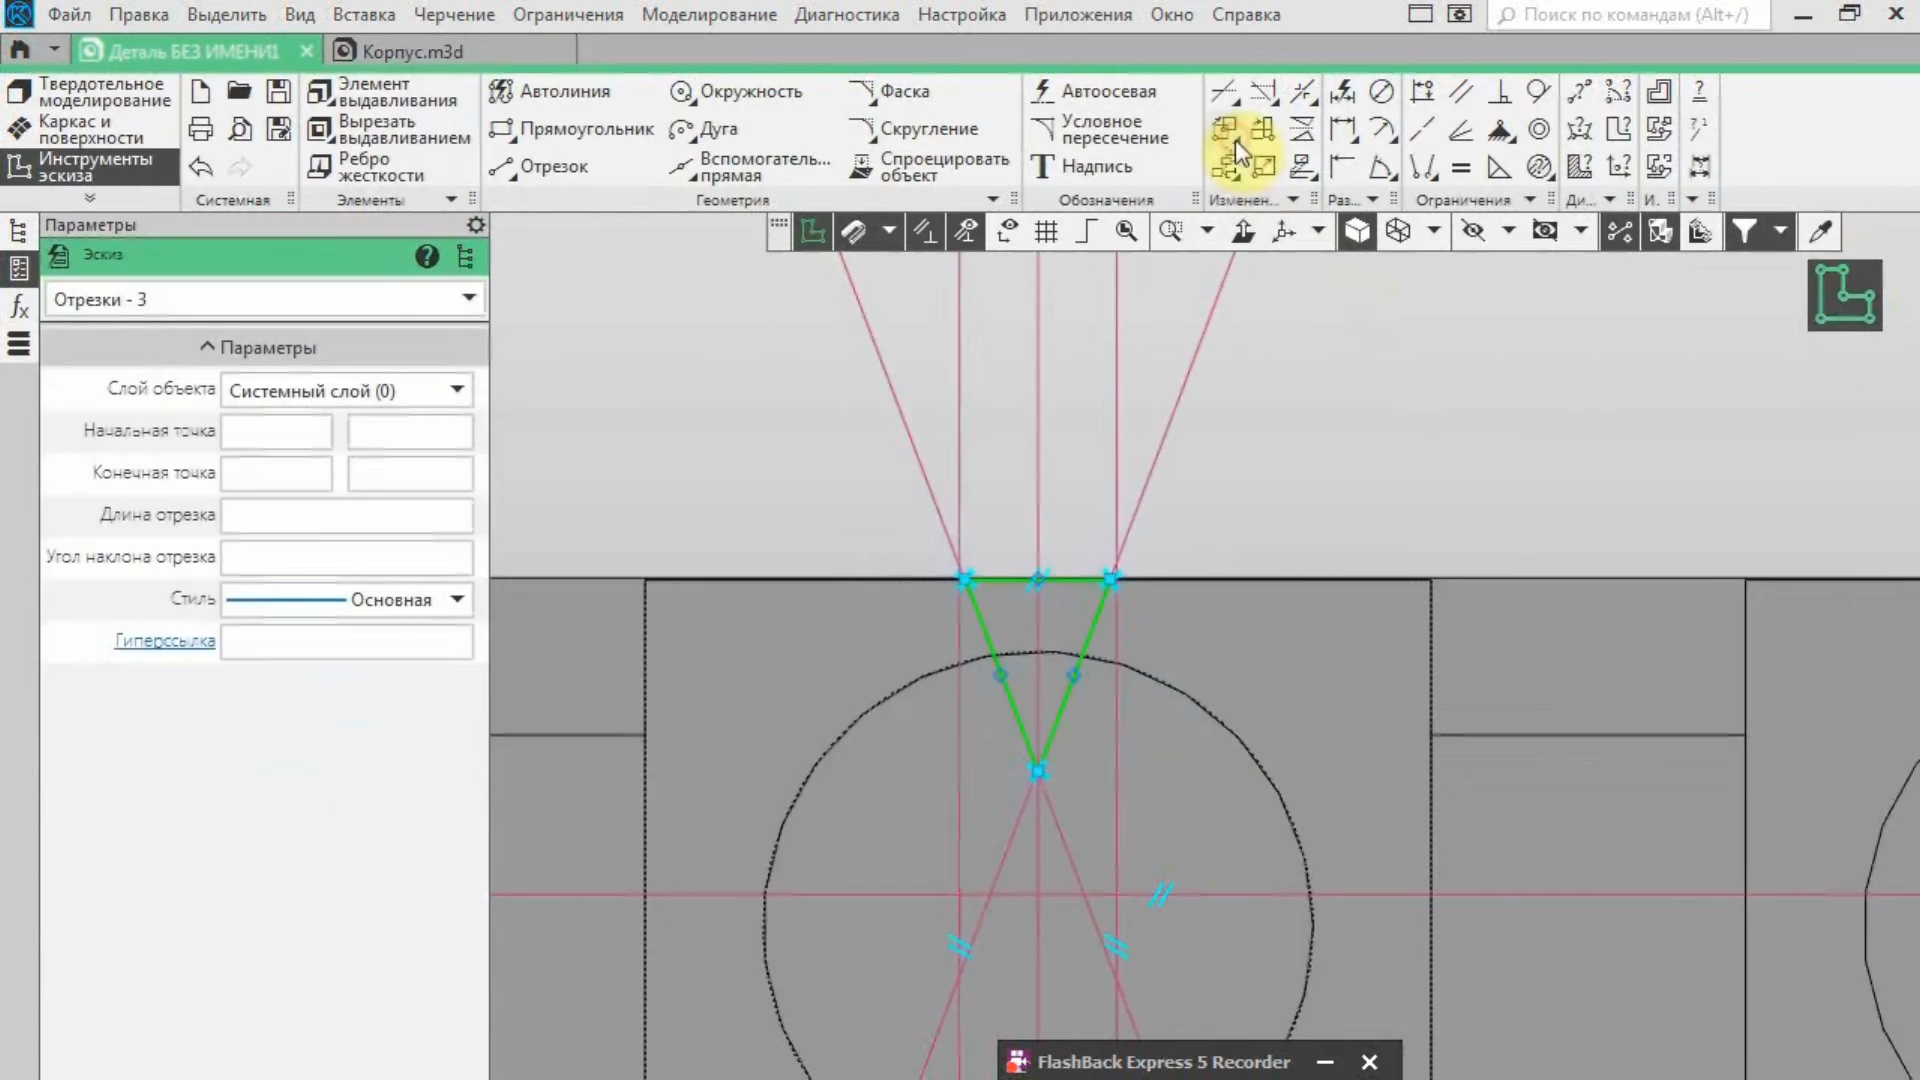 Файл Правка Выделить Вид Вставка Черчение Ограничения Моделирование Диагностика Настройка Приложения Окно Справка Поиск по командам (Alt+/)
Деталь БЕЗ ИМЕНИ1 Корпус.m3d
Твердотельное моделирование
Каркас и поверхности
Инструменты эскиза
Системная
Элемент выдавливания
Вырезать выдавливанием
Ребро жесткости
Элементы
Автолиния Окружность Фаска
Прямоугольник Дуга Скругление
Отрезок Вспомогатель... прямая Спроецировать объект
Геометрия
Автоосевая
Условное пересечение
Надпись
Обозначения
Изменен... Раз... Ограничения Ди... И.
Параметры
Эскиз
Отрезки - 3
Параметры
Слой объекта Системный слой (0)
Начальная точка
Конечная точка
Длина отрезка
Угол наклона отрезка
Стиль Основная
Гиперссылка
FlashBack Express 5 Recorder